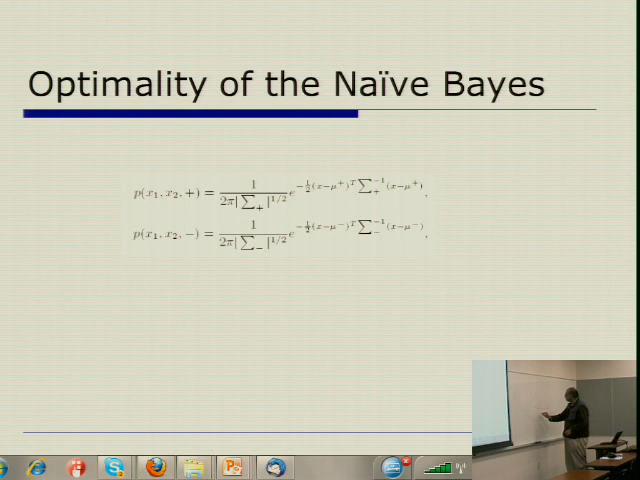 Optimality of the Naïve Bayes
p(x₁, x₂, +) = 1 / 2π|∑₊|^{1/2} e^{−½(x−μ⁺)ᵀ ∑₊⁻¹ (x−μ⁺)},
p(x₁, x₂, −) = 1 / 2π|∑₋|^{1/2} e^{−½(x−μ⁻)ᵀ ∑₋⁻¹ (x−μ⁻)},